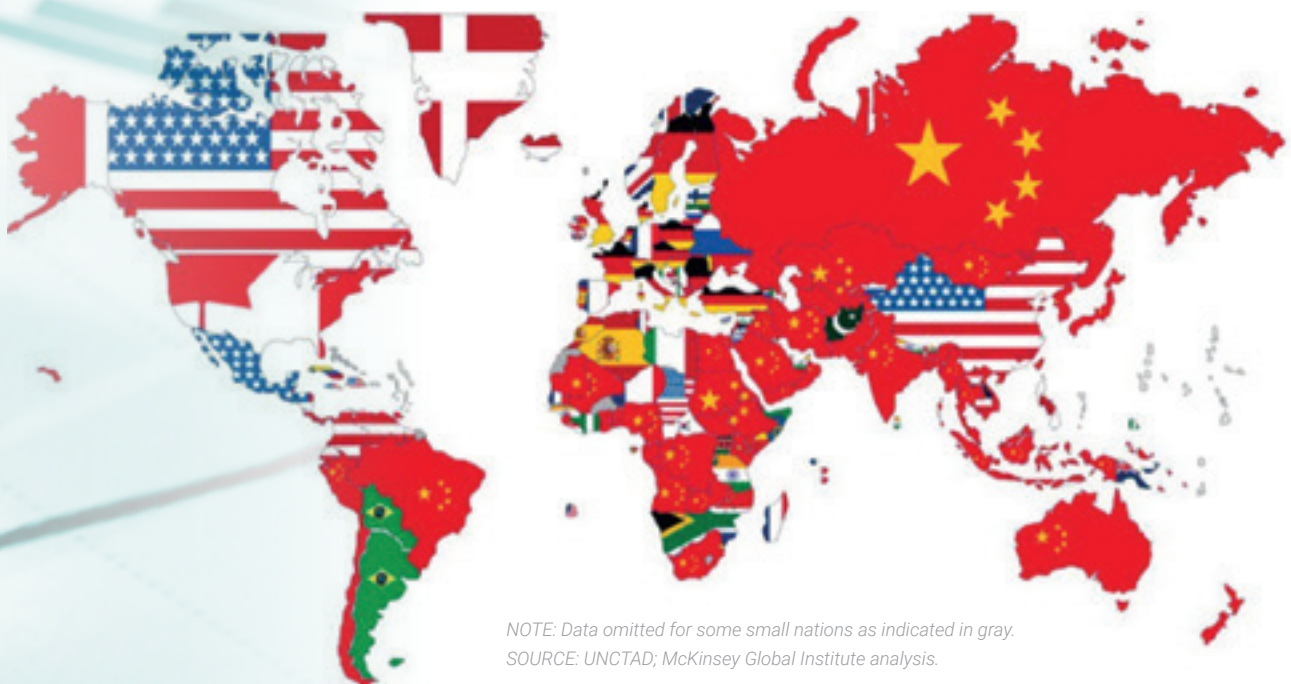 NOTE: Data omitted for some small nations as indicated in gray.
SOURCE: UNCTAD; McKinsey Global Institute analysis.